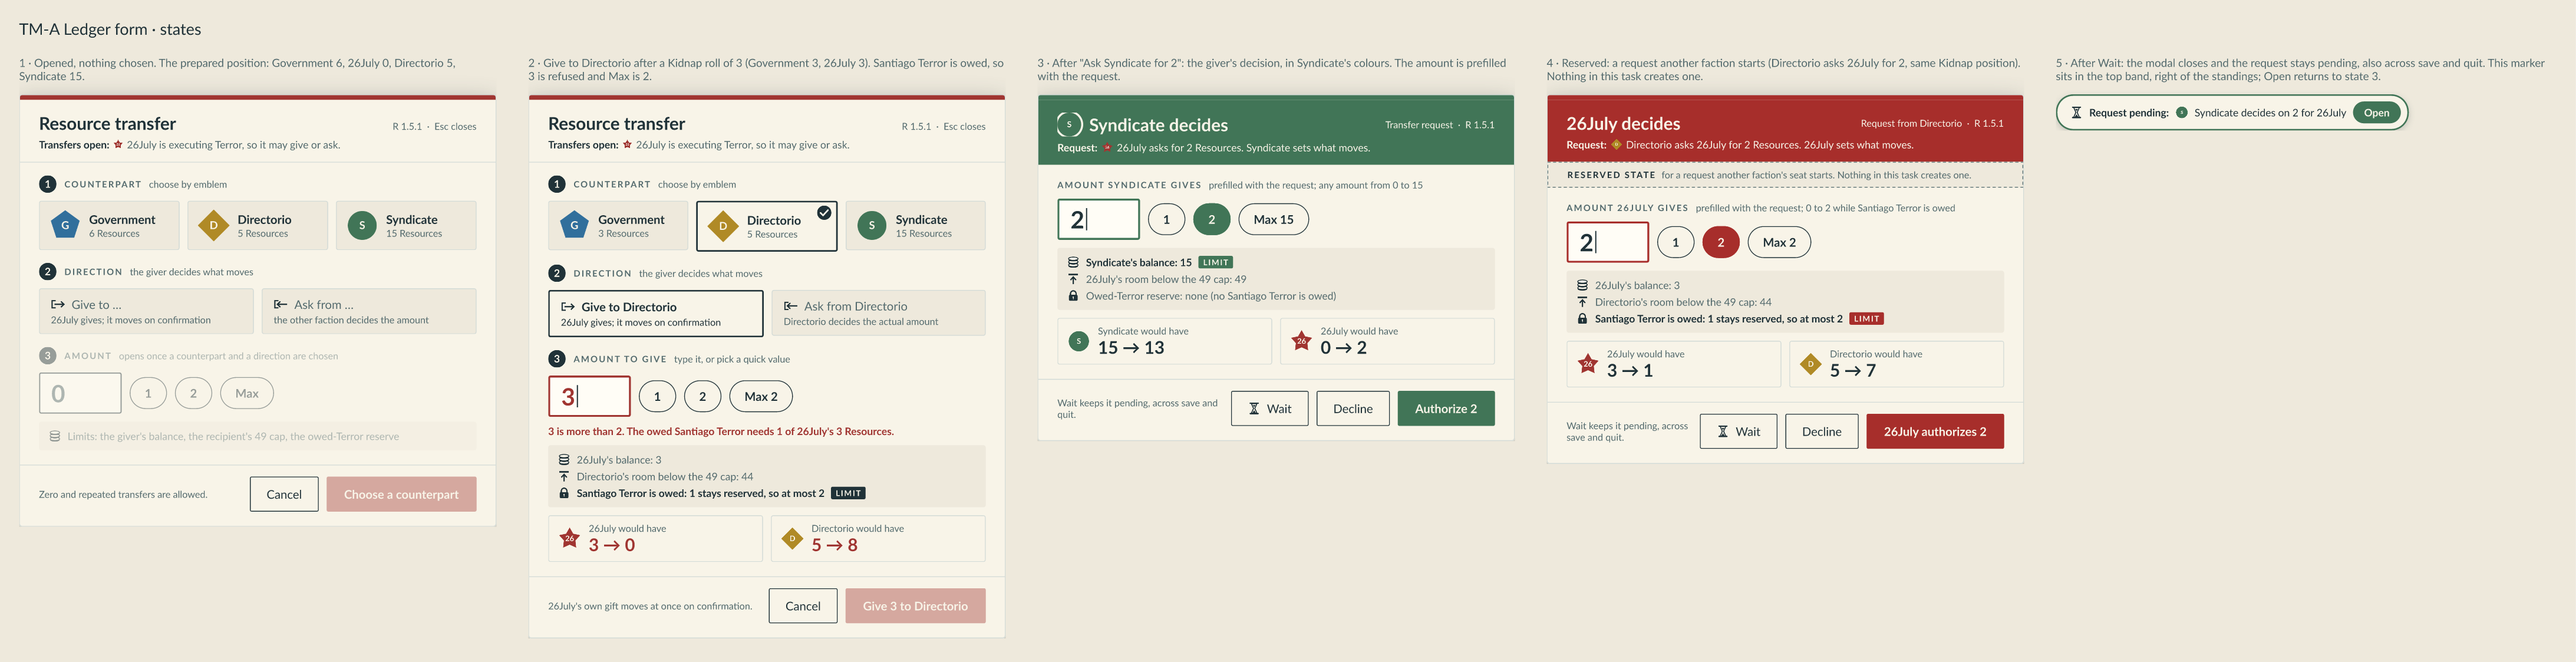 TM-A Ledger form · states
1 · Opened, nothing chosen. The prepared position: Government 6, 26July 0, Directorio 5,
Syndicate 15.
Resource transfer
R 1.5.1 · Esc closes
Transfers open: 26July is executing Terror, so it may give or ask.
1 COUNTERPART choose by emblem
G Government
6 Resources
D Directorio
5 Resources
S Syndicate
15 Resources
2 DIRECTION the giver decides what moves
Give to ...
26July gives; it moves on confirmation
Ask from ...
the other faction decides the amount
3 AMOUNT opens once a counterpart and a direction are chosen
0 1 2 Max
Limits: the giver's balance, the recipient's 49 cap, the owed-Terror reserve
Zero and repeated transfers are allowed.
Cancel
Choose a counterpart
2 · Give to Directorio after a Kidnap roll of 3 (Government 3, 26July 3). Santiago Terror is owed, so
3 is refused and Max is 2.
Resource transfer
R 1.5.1 · Esc closes
Transfers open: 26July is executing Terror, so it may give or ask.
1 COUNTERPART choose by emblem
G Government
3 Resources
D Directorio
5 Resources
S Syndicate
15 Resources
2 DIRECTION the giver decides what moves
Give to Directorio
26July gives; it moves on confirmation
Ask from Directorio
Directorio decides the actual amount
3 AMOUNT TO GIVE type it, or pick a quick value
3 1 2 Max 2
3 is more than 2. The owed Santiago Terror needs 1 of 26July's 3 Resources.
26July's balance: 3
Directorio's room below the 49 cap: 44
Santiago Terror is owed: 1 stays reserved, so at most 2 LIMIT
26 26July would have
3 → 0
D Directorio would have
5 → 8
26July's own gift moves at once on confirmation.
Cancel
Give 3 to Directorio
3 · After "Ask Syndicate for 2": the giver's decision, in Syndicate's colours. The amount is prefilled
with the request.
S Syndicate decides
Transfer request · R 1.5.1
Request: 26July asks for 2 Resources. Syndicate sets what moves.
AMOUNT SYNDICATE GIVES prefilled with the request; any amount from 0 to 15
2 1 2 Max 15
Syndicate's balance: 15 LIMIT
26July's room below the 49 cap: 49
Owed-Terror reserve: none (no Santiago Terror is owed)
S Syndicate would have
15 → 13
26 26July would have
0 → 2
Wait keeps it pending, across save and
quit.
Wait
Decline
Authorize 2
4 · Reserved: a request another faction starts (Directorio asks 26July for 2, same Kidnap position).
Nothing in this task creates one.
26July decides
Request from Directorio · R 1.5.1
Request: D Directorio asks 26July for 2 Resources. 26July sets what moves.
RESERVED STATE for a request another faction's seat starts. Nothing in this task creates one.
AMOUNT 26JULY GIVES prefilled with the request; 0 to 2 while Santiago Terror is owed
2 1 2 Max 2
26July's balance: 3
Directorio's room below the 49 cap: 44
Santiago Terror is owed: 1 stays reserved, so at most 2 LIMIT
26 26July would have
3 → 1
D Directorio would have
5 → 7
Wait keeps it pending, across
save and quit.
Wait
Decline
26July authorizes 2
5 · After Wait: the modal closes and the request stays pending, also across save and quit. This marker
sits in the top band, right of the standings; Open returns to state 3.
Request pending: S Syndicate decides on 2 for 26July Open